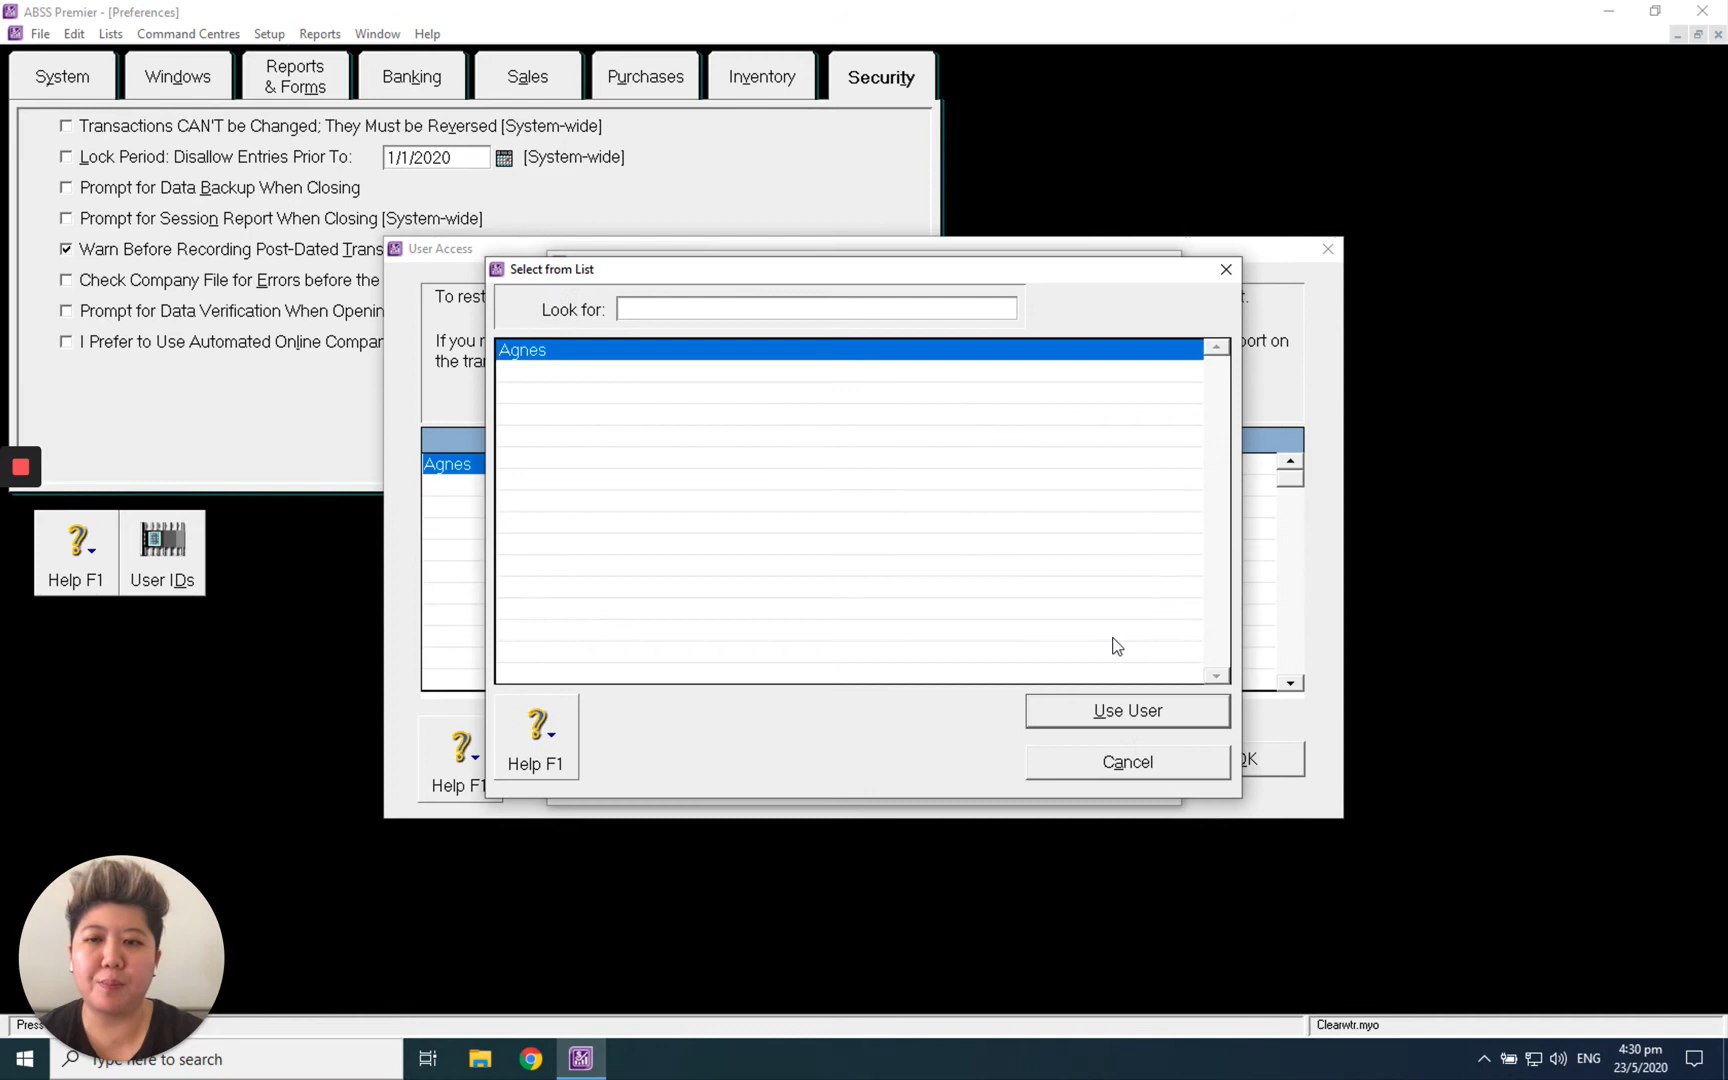 ABSS Premier - [Preferences]
File Edit Lists Command Centres Setup Reports Window Help
System Windows Reports & Forms Banking Sales Purchases Inventory Security
Transactions CAN'T be Changed; They Must be Reversed [System-wide]
Lock Period: Disallow Entries Prior To: 1/1/2020 [System-wide]
Prompt for Data Backup When Closing
Prompt for Session Report When Closing [System-wide]
Warn Before Recording Post-Dated Trans
User Access
Check Company File for Errors before the
Prompt for Data Verification When Openin
I Prefer to Use Automated Online Compar
To rest
t.
If you r
port on
the trar
Select from List
Look for:
Agnes
Agnes
Help F1
User IDs
Use User
Cancel
Help F1
Help F1
OK
Press
Clearwtr.myo
Type here to search
ENG
4:30 pm
23/5/2020